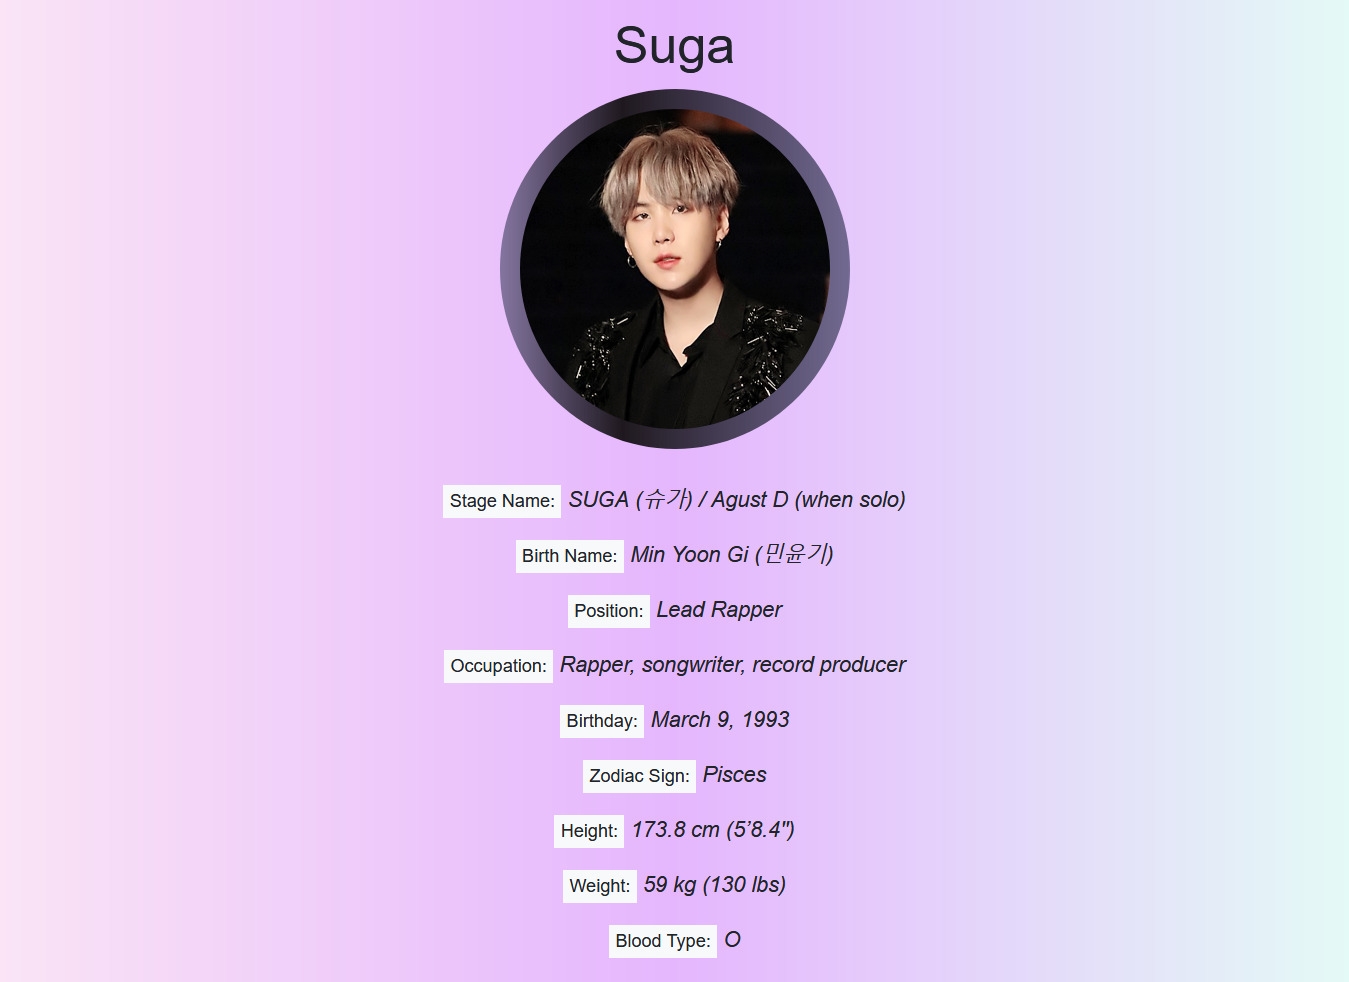 Suga
Stage Name: SUGA (슈가) / Agust D (when solo)
Birth Name: Min Yoon Gi (민윤기)
Position: Lead Rapper
Occupation: Rapper, songwriter, record producer
Birthday: March 9, 1993
Zodiac Sign: Pisces
Height: 173.8 cm (5’8.4")
Weight: 59 kg (130 lbs)
Blood Type: O